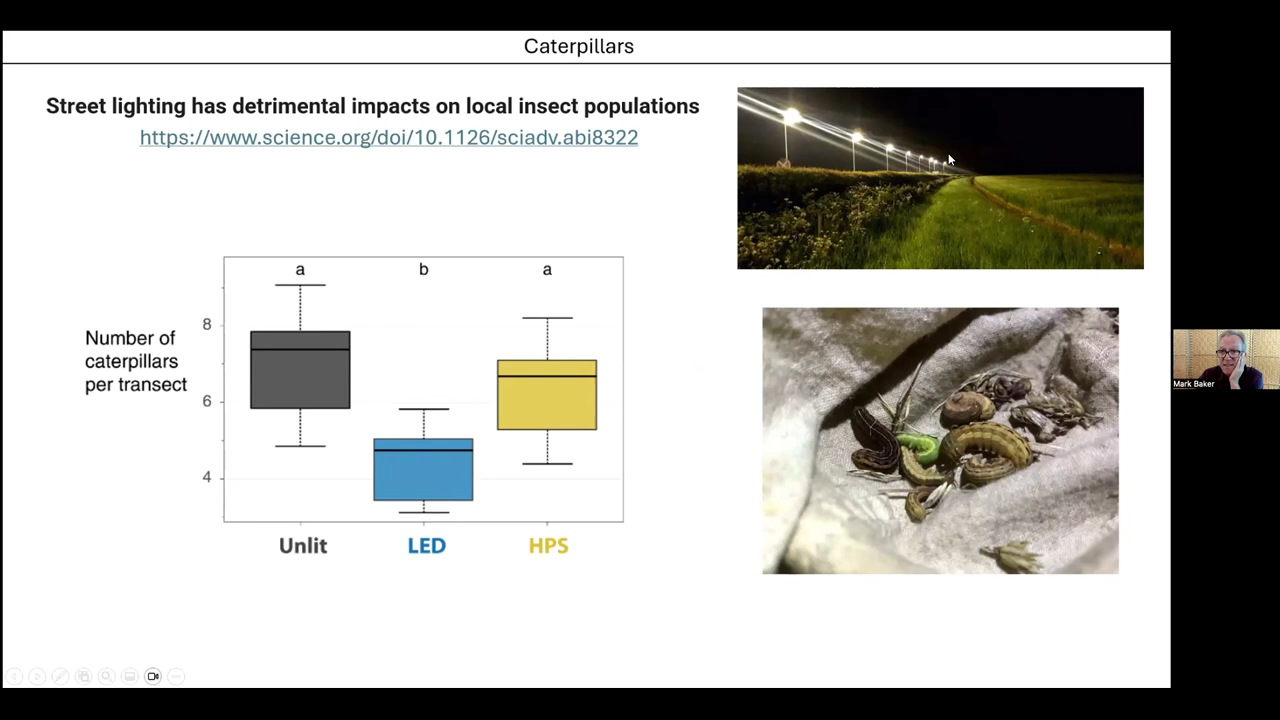 Caterpillars
Street lighting has detrimental impacts on local insect populations
https://www.science.org/doi/10.1126/sciadv.abi8322
a b a
Number of
caterpillars
per transect
8
6
4
Unlit LED HPS
Mark Baker